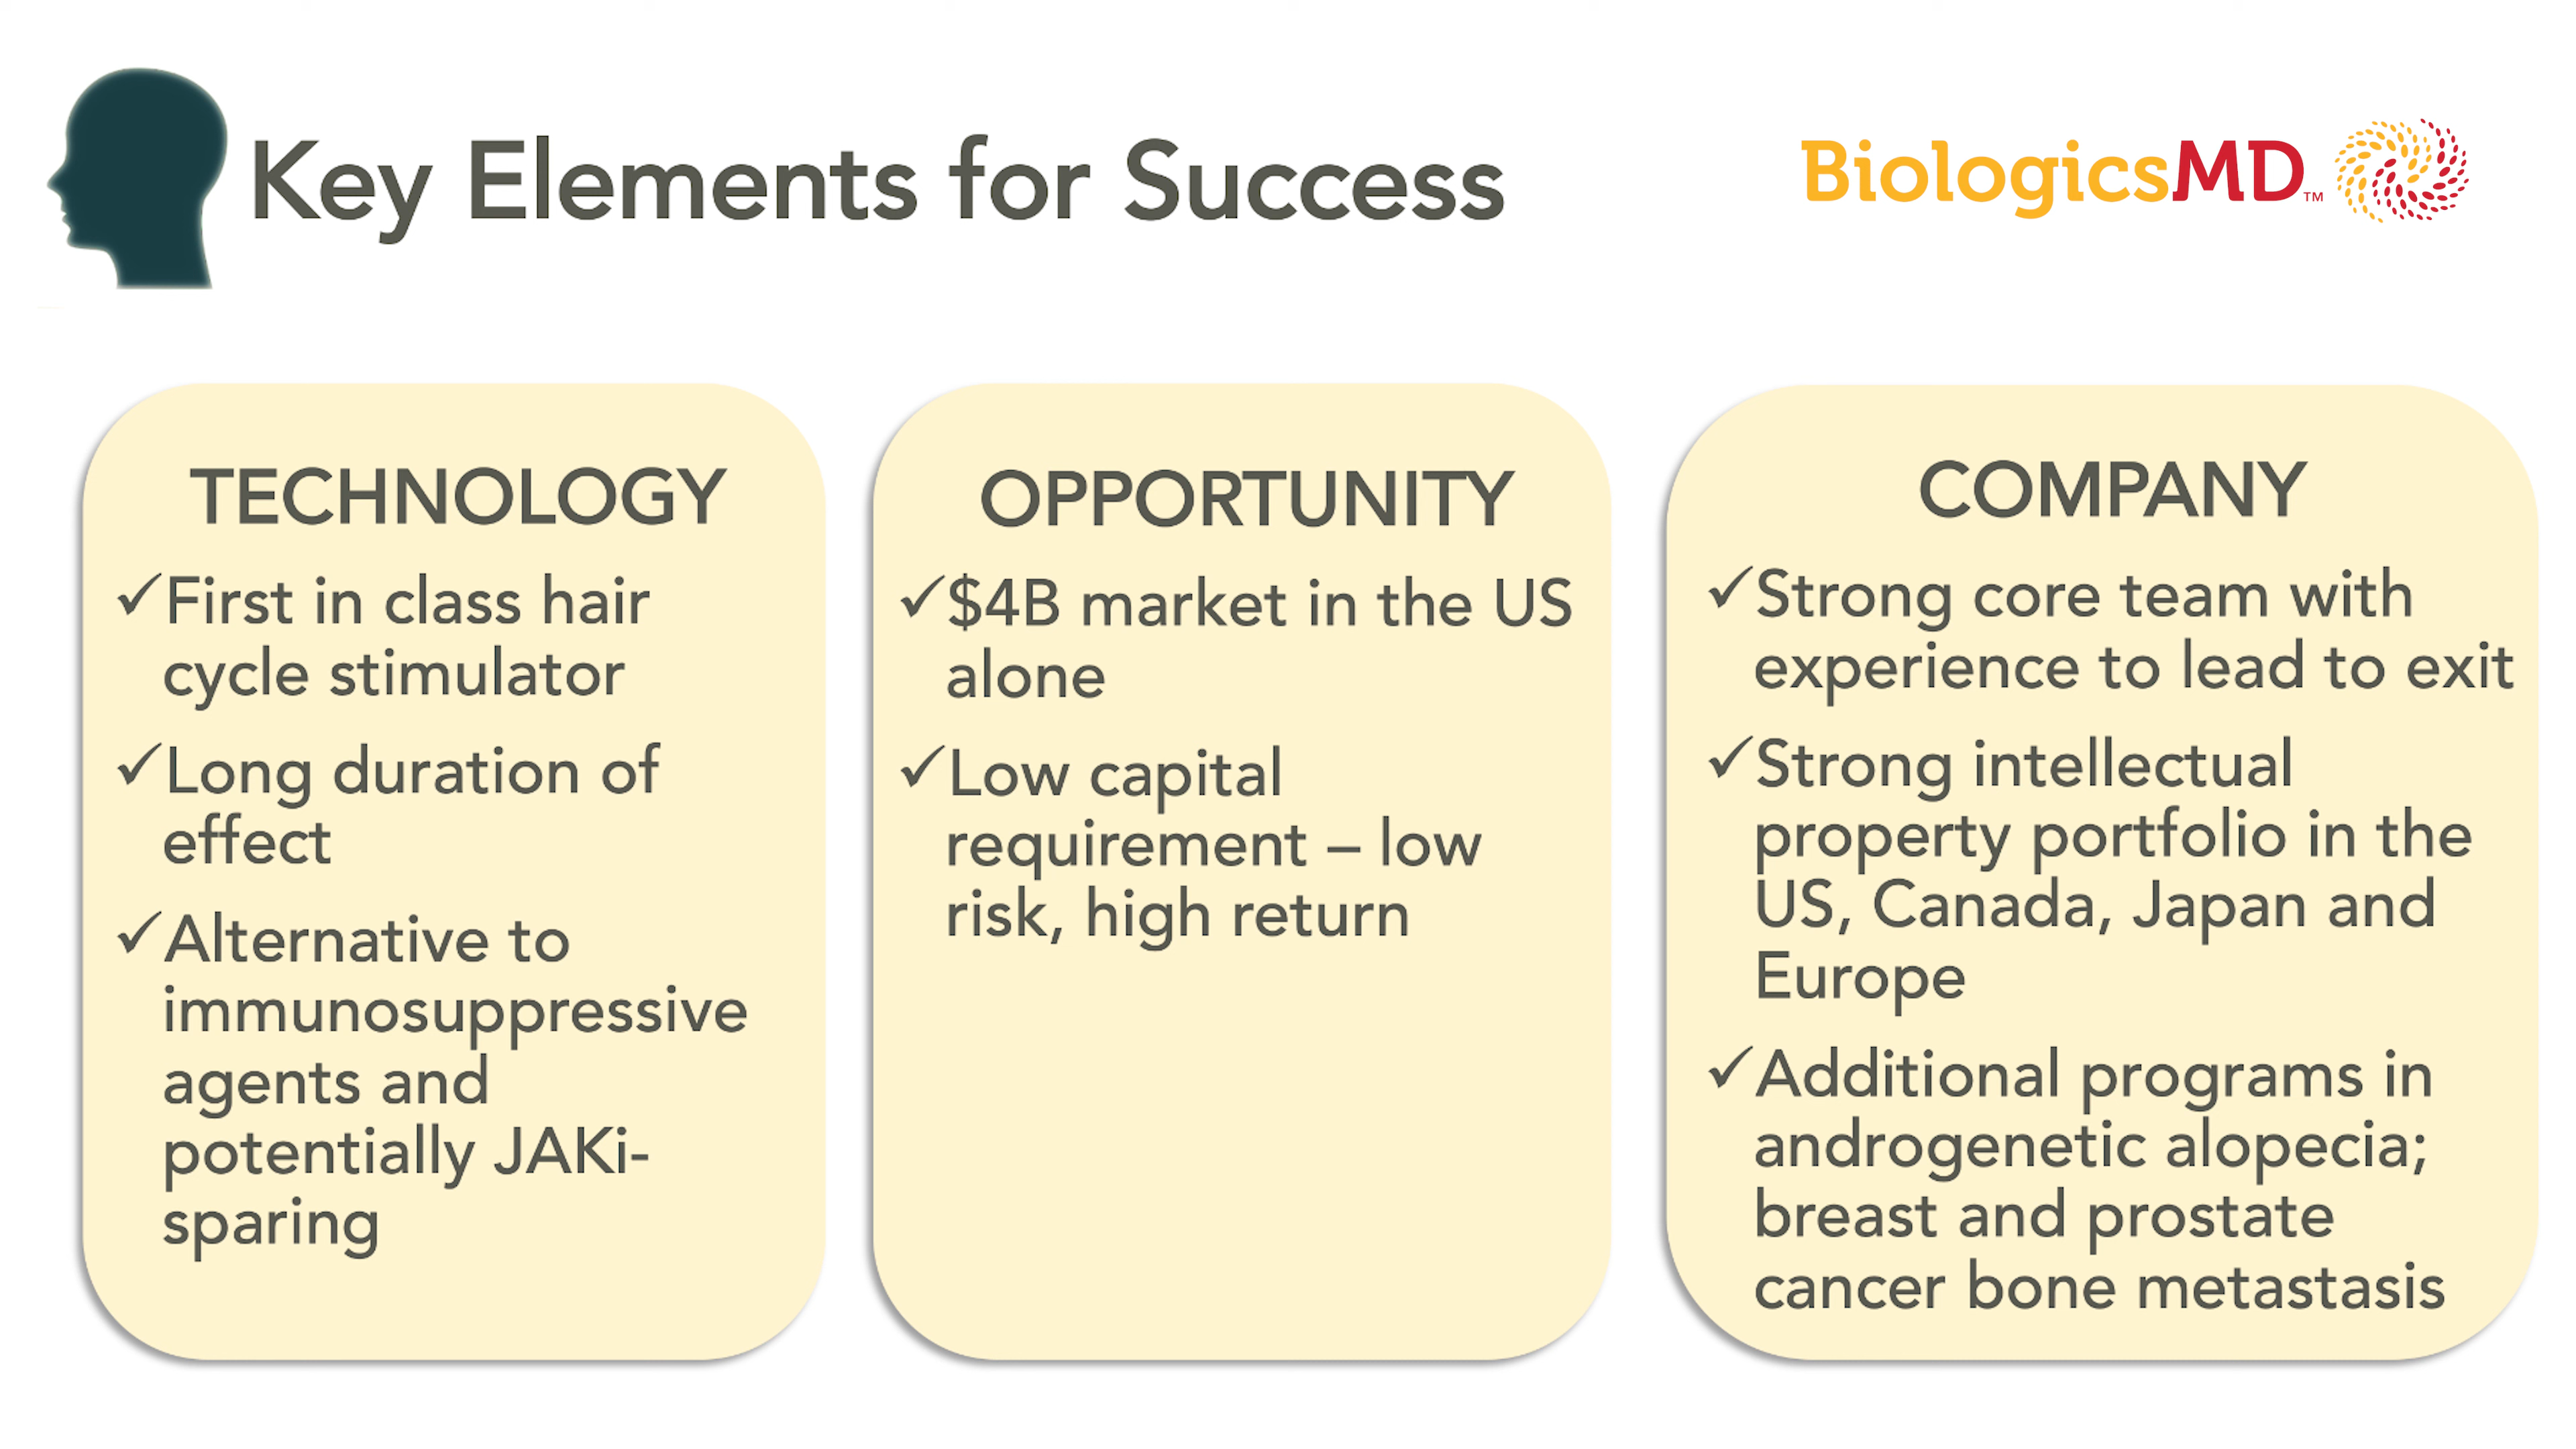 Key Elements for Success
BiologicsMD™
TECHNOLOGY
✓First in class hair
cycle stimulator
✓Long duration of
effect
✓Alternative to
immunosuppressive
agents and
potentially JAKi-
sparing
OPPORTUNITY
✓$4B market in the US
alone
✓Low capital
requirement – low
risk, high return
COMPANY
✓Strong core team with
experience to lead to exit
✓Strong intellectual
property portfolio in the
US, Canada, Japan and
Europe
✓Additional programs in
androgenetic alopecia;
breast and prostate
cancer bone metastasis